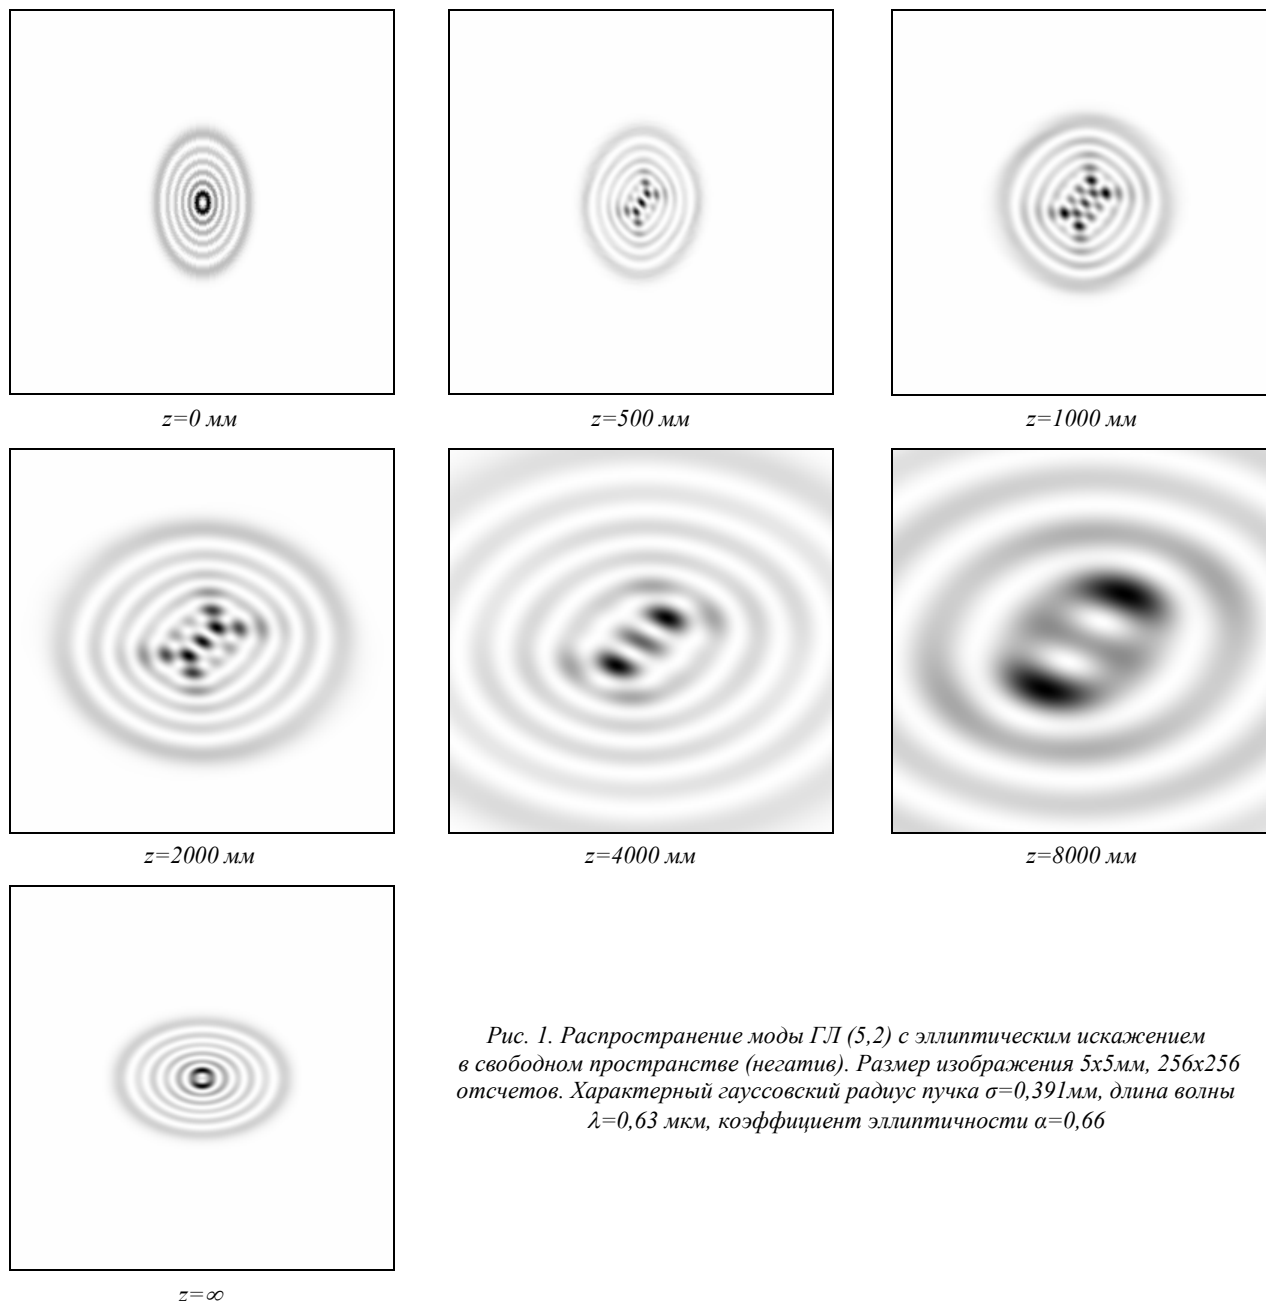 z=0 мм
z=500 мм
z=1000 мм
z=2000 мм
z=4000 мм
z=8000 мм
Рис. 1. Распространение моды ГЛ (5,2) с эллиптическим искажением
в свободном пространстве (негатив). Размер изображения 5х5мм, 256х256
отсчетов. Характерный гауссовский радиус пучка σ=0,391мм, длина волны
λ=0,63 мкм, коэффициент эллиптичности α=0,66
z=∞